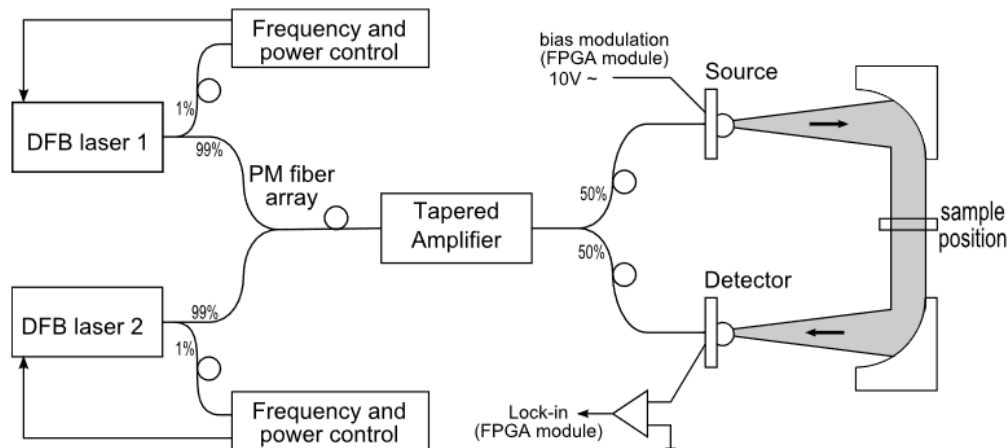 Frequency and
power control
1%
DFB laser 1
99%
PM fiber
array
Tapered
Amplifier
99%
DFB laser 2
1%
Frequency and
power control
bias modulation
(FPGA module)
10V ~
Source
50%
50%
sample
position
Detector
Lock-in
(FPGA module)